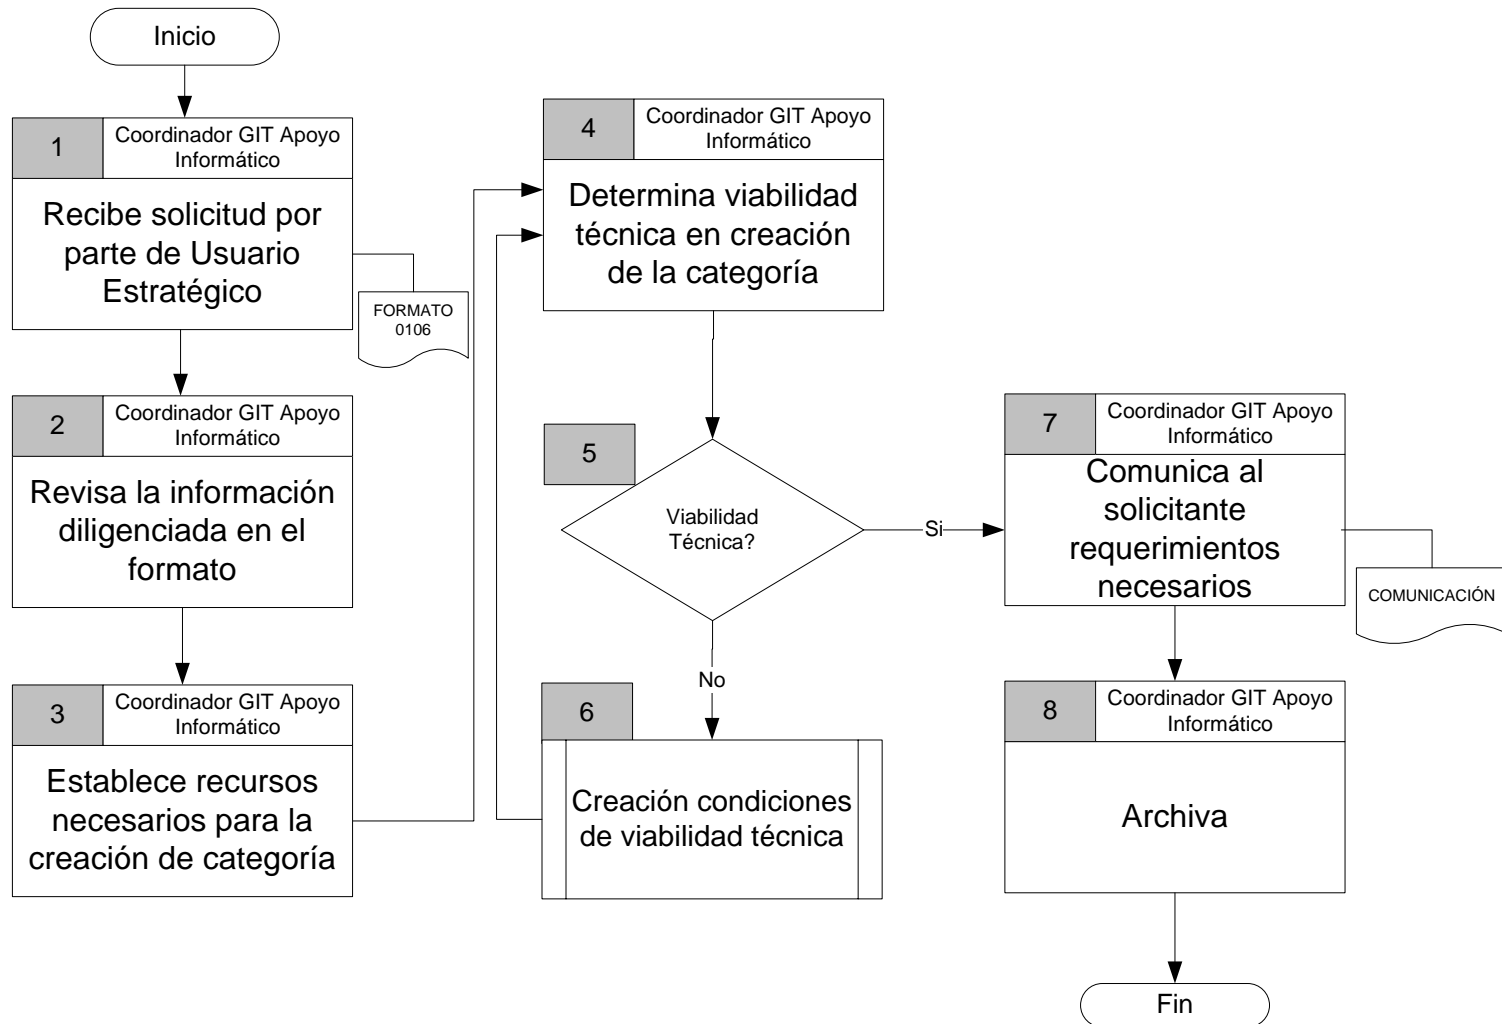 Inicio
1
Coordinador GIT Apoyo
Informático
Recibe solicitud por
parte de Usuario
Estratégico
FORMATO
0106
2
Coordinador GIT Apoyo
Informático
Revisa la información
diligenciada en el
formato
3
Coordinador GIT Apoyo
Informático
Establece recursos
necesarios para la
creación de categoría
4
Coordinador GIT Apoyo
Informático
Determina viabilidad
técnica en creación
de la categoría
5
Viabilidad
Técnica?
Si
No
6
Creación condiciones
de viabilidad técnica
7
Coordinador GIT Apoyo
Informático
Comunica al
solicitante
requerimientos
necesarios
COMUNICACIÓN
8
Coordinador GIT Apoyo
Informático
Archiva
Fin